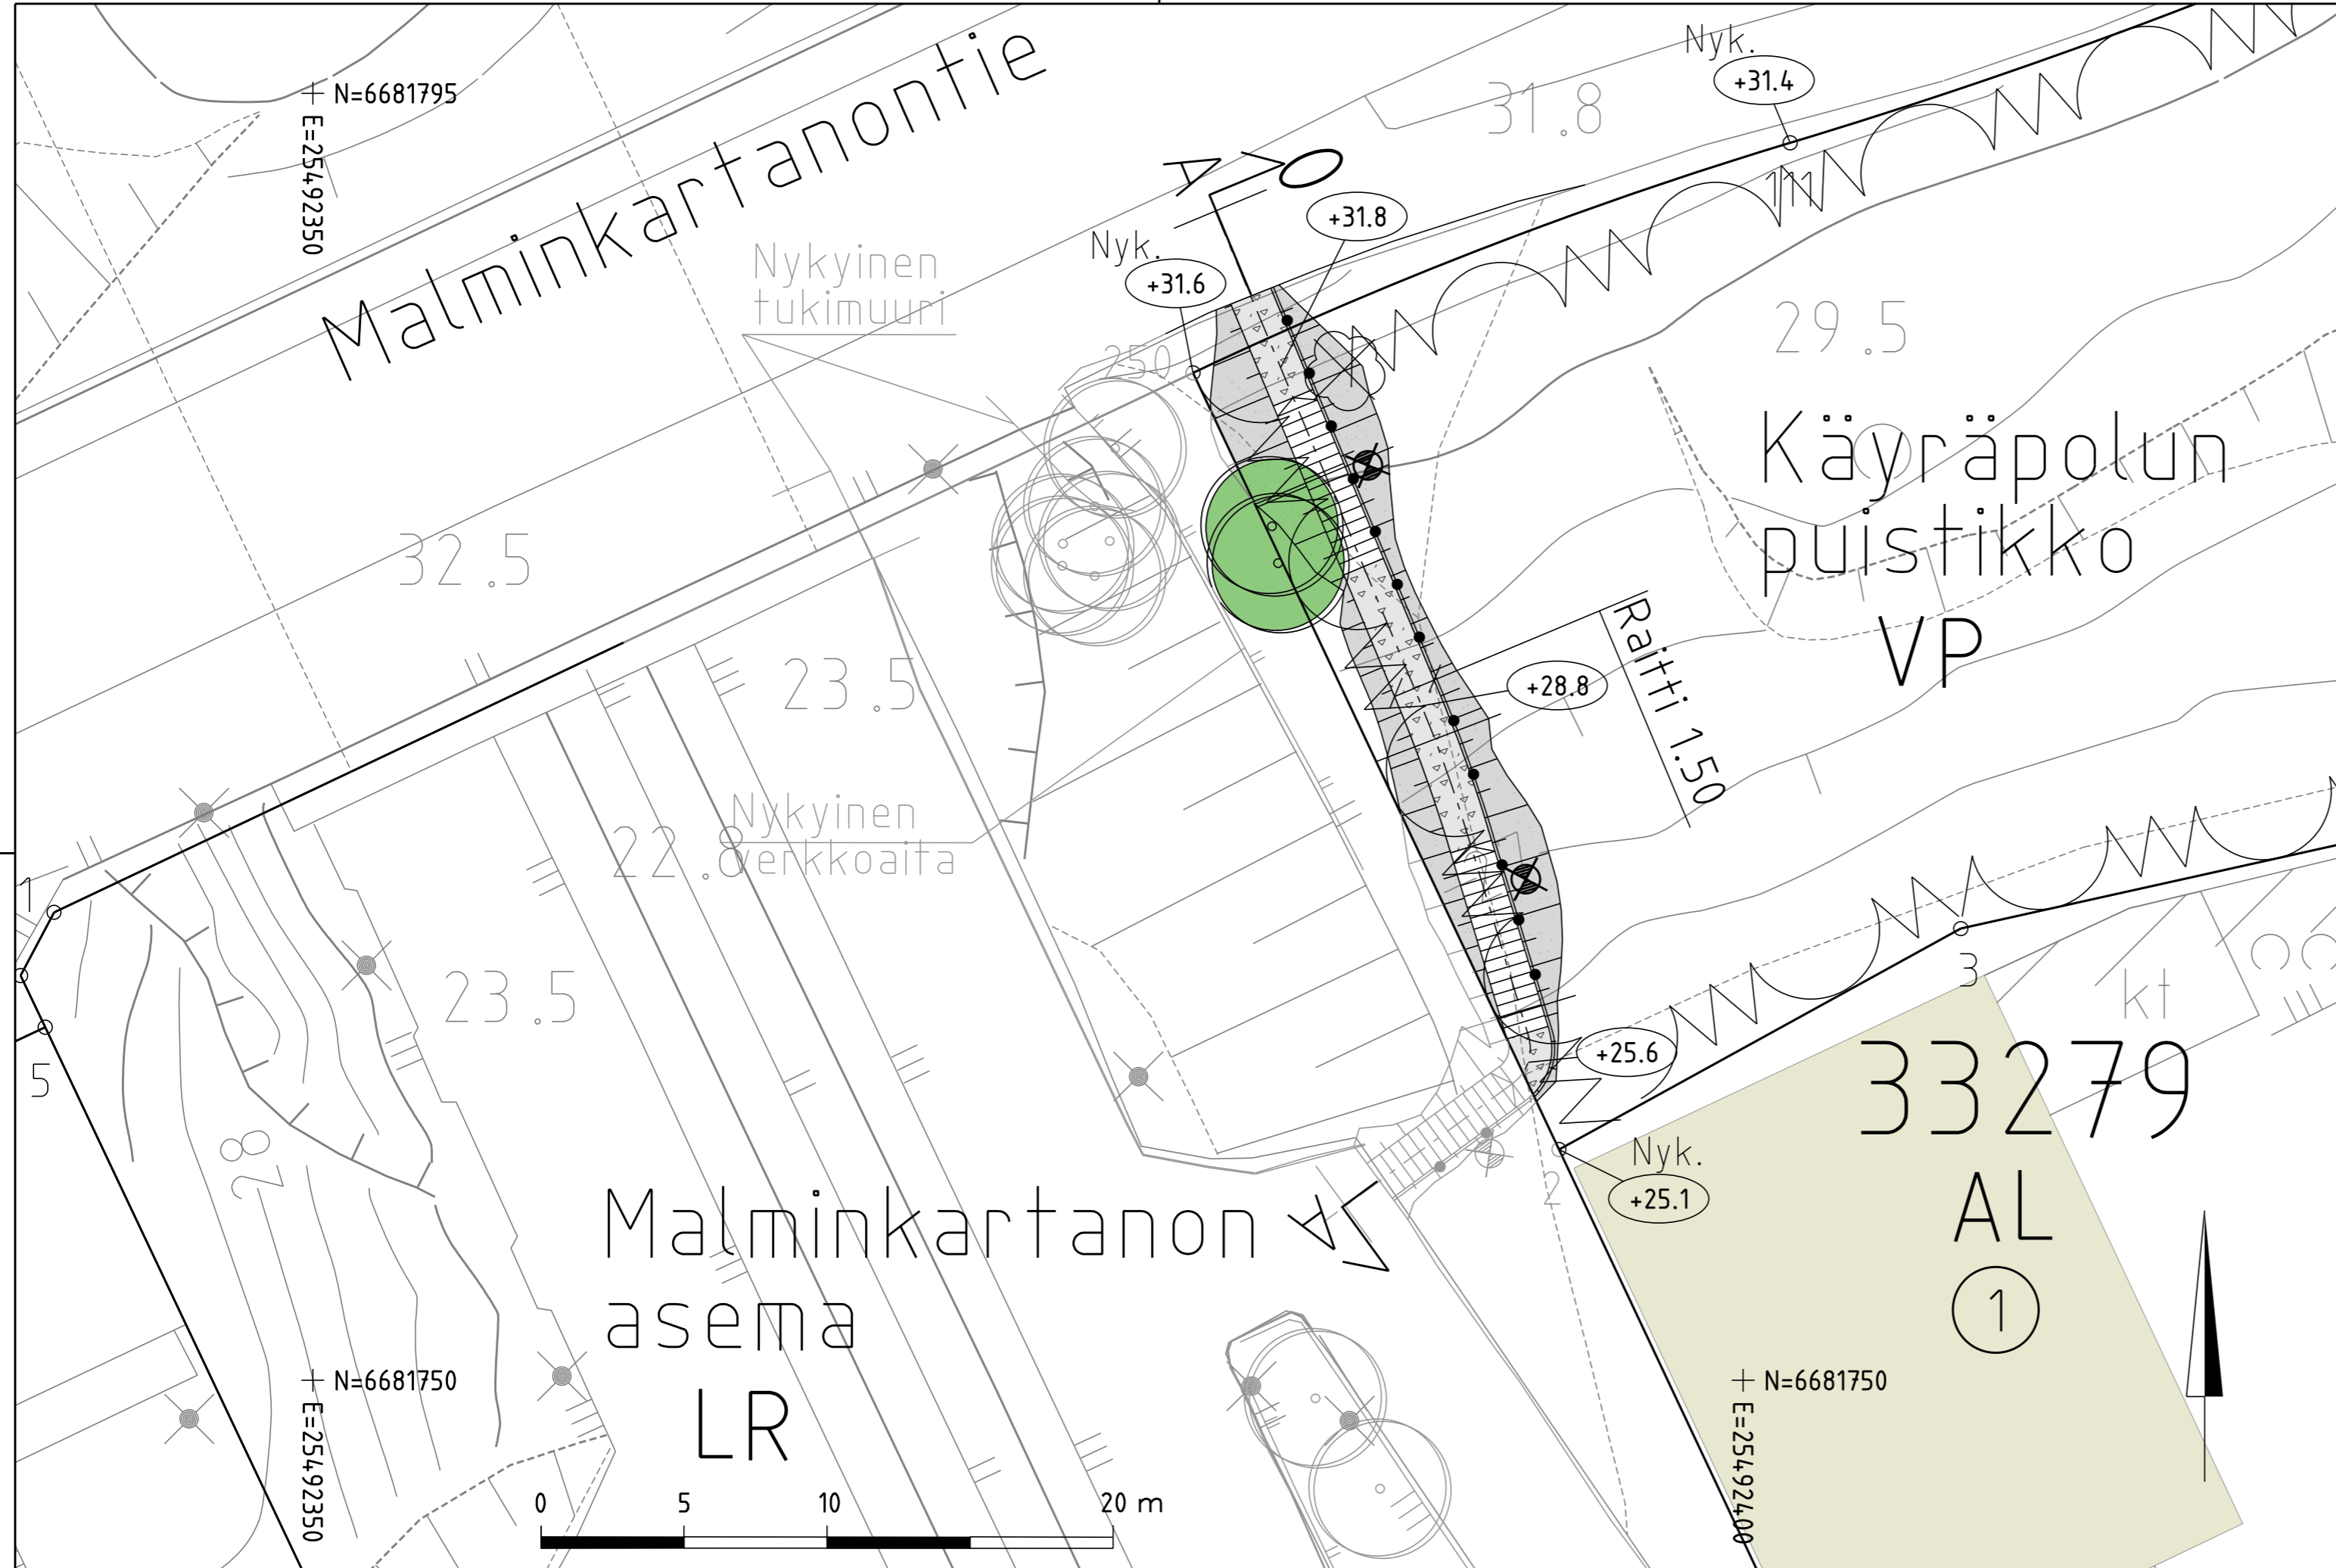 N=6681795
E=25492350
Malminkartanontie
Nyk.
+31.4
31.8
111
A
+31.8
Nyk.
+31.6
Nykyinen
tukimuuri
250
29.5
Käyräpolun
puistikko
VP
32.5
23.5
+28.8
Raitti 1.50
Nykyinen
verkkoaita
22.8
1
23.5
5
28
3
kt
+25.6
33279
AL
1
Nyk.
+25.1
2
A
Malminkartanon
asema
LR
N=6681750
E=25492350
N=6681750
E=25492400
0 5 10 20 m